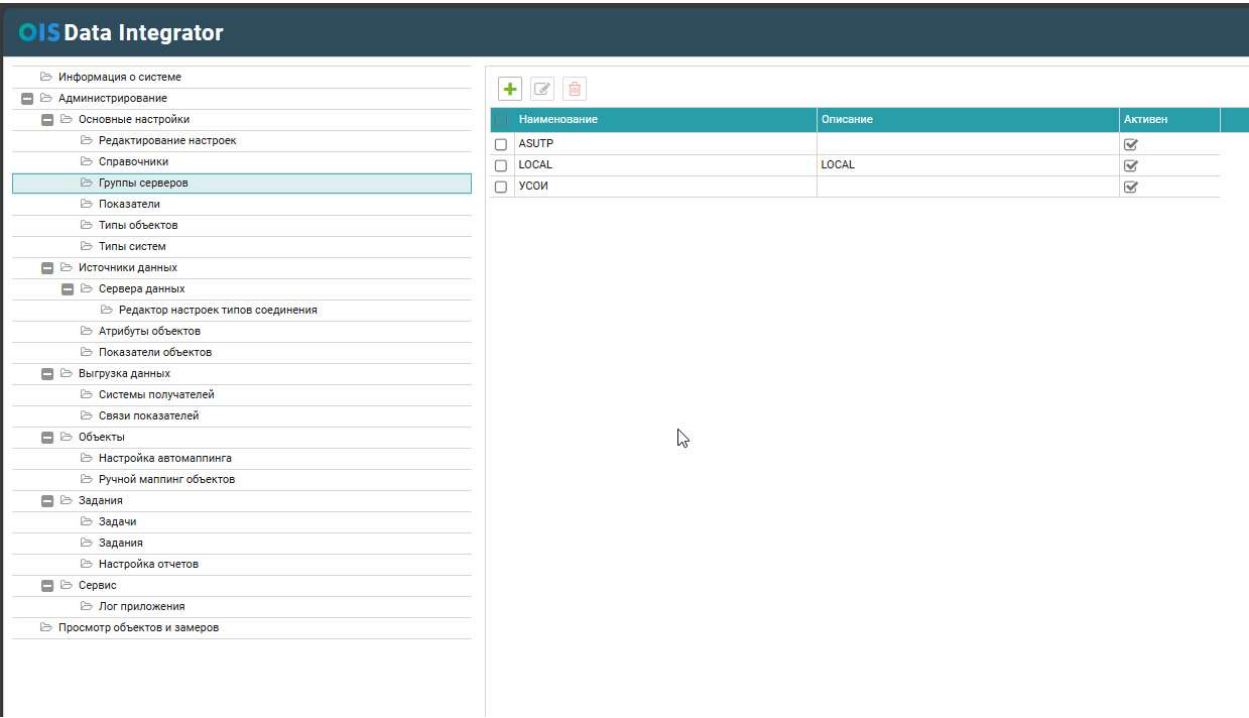 OIS Data Integrator
Информация о системе
Администрирование
Основные настройки
Редактирование настроек
Справочники
Группы серверов
Показатели
Типы объектов
Типы систем
Источники данных
Сервера данных
Редактор настроек типов соединения
Атрибуты объектов
Показатели объектов
Выгрузка данных
Системы получателей
Связи показателей
Объекты
Настройка автомаппинга
Ручной маппинг объектов
Задания
Задачи
Задания
Настройка отчетов
Сервис
Лог приложения
Просмотр объектов и замеров
Наименование Описание Активен
ASUTP
LOCAL LOCAL
УСОИ